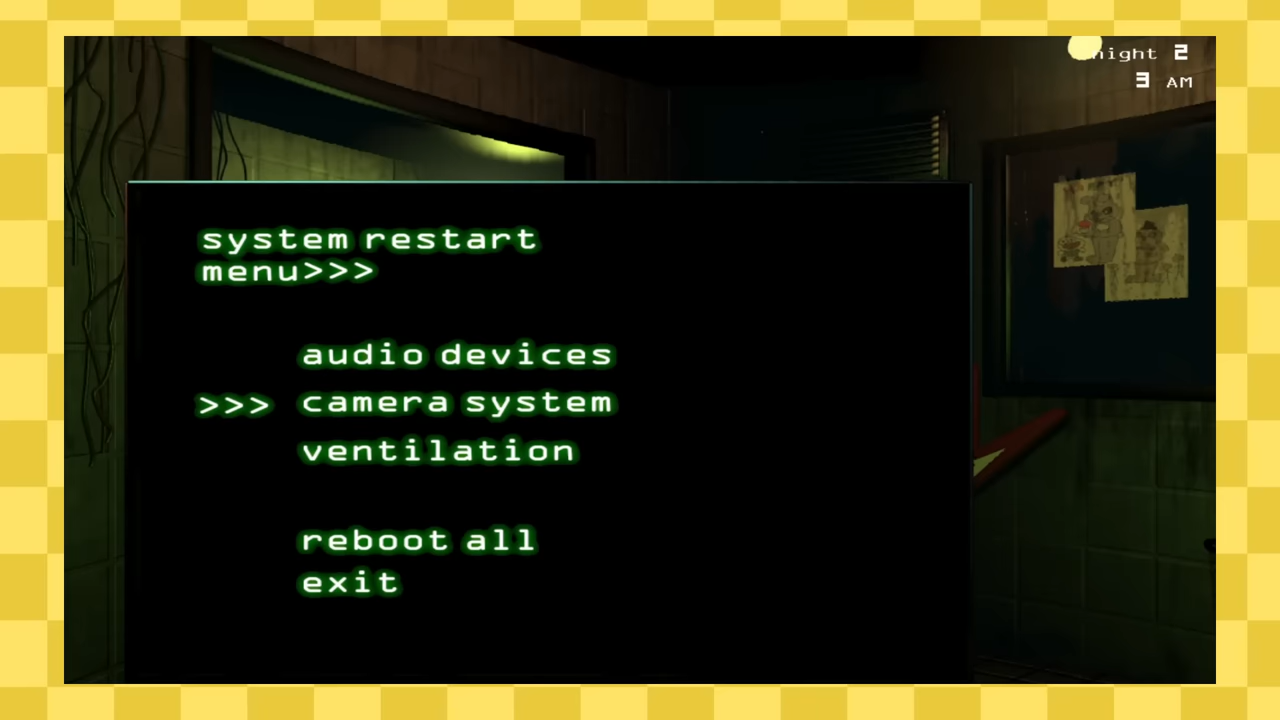 night 2
3 AM
system restart
menu>>>
audio devices
>>> camera system
ventilation
reboot all
exit